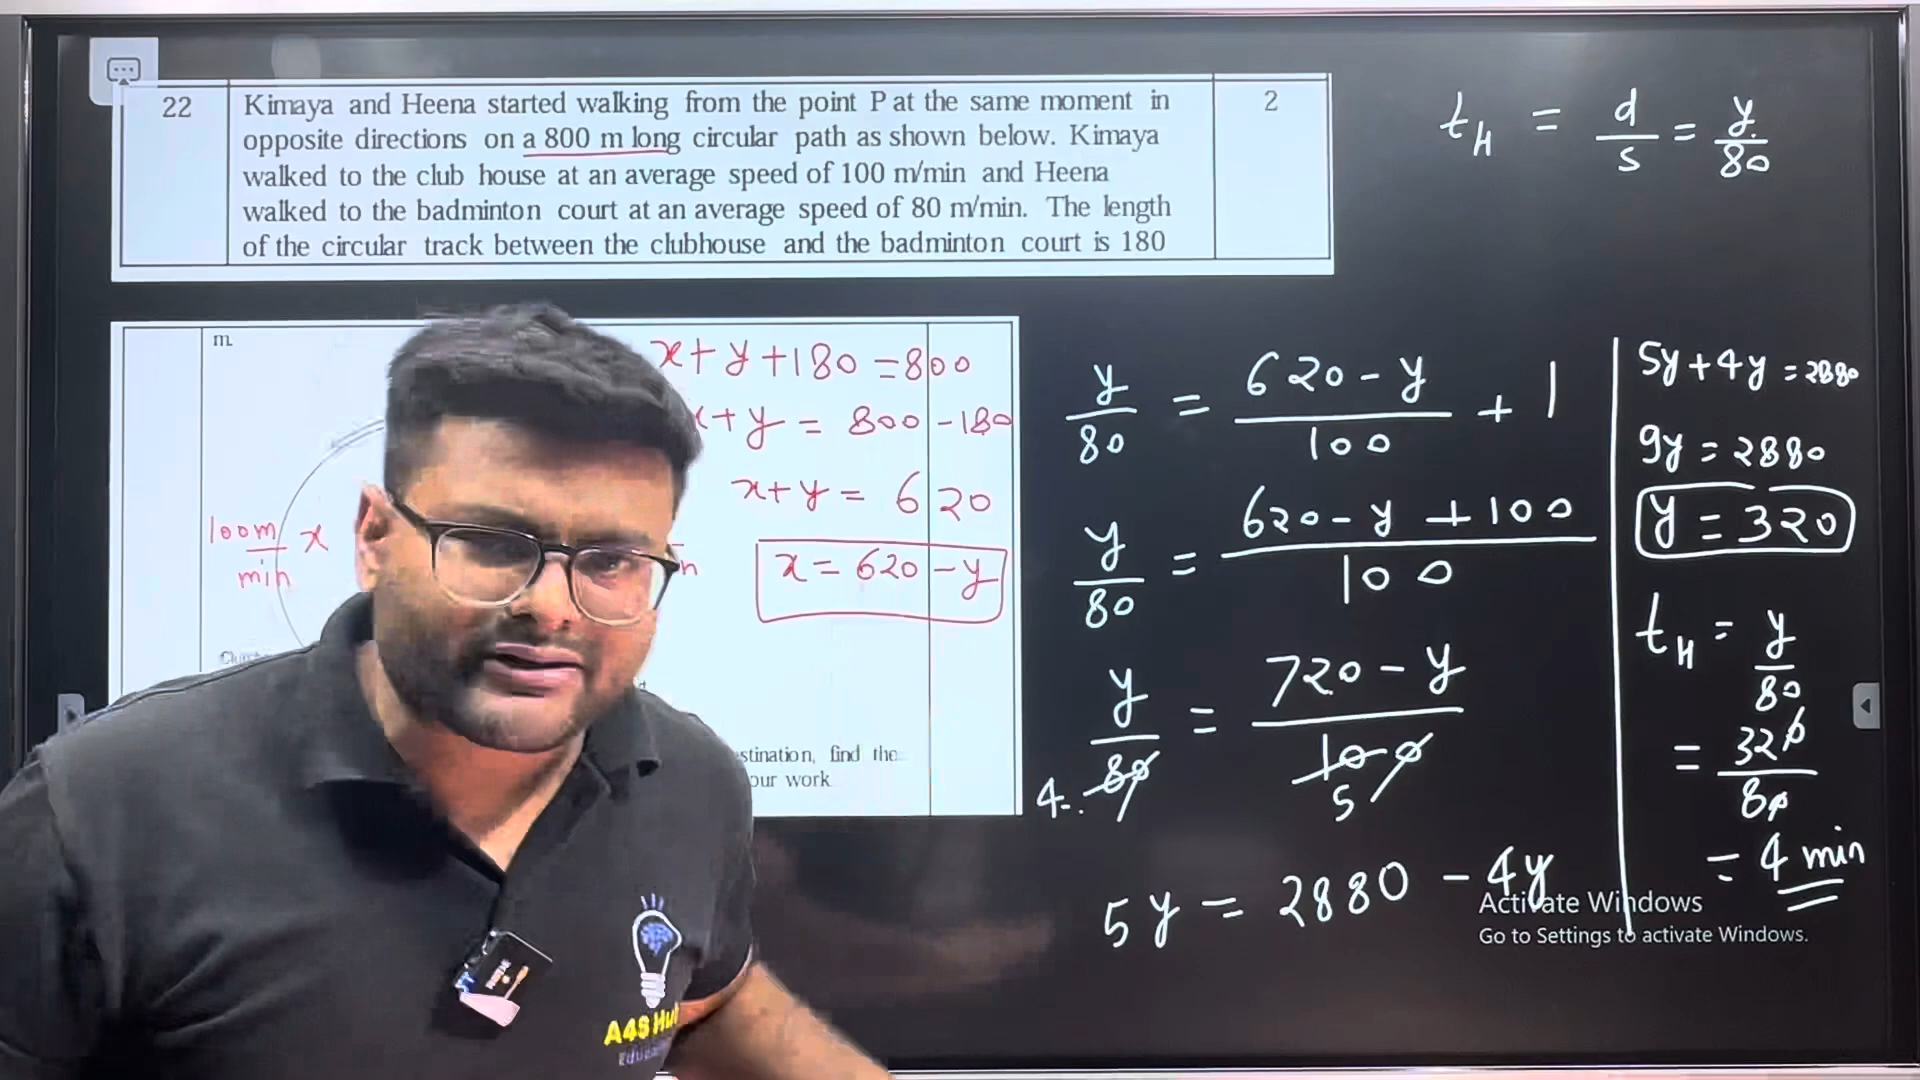 22
Kimaya and Heena started walking from the point P at the same moment in
opposite directions on a 800 m long circular path as shown below. Kimaya
walked to the club house at an average speed of 100 m/min and Heena
walked to the badminton court at an average speed of 80 m/min. The length
of the circular track between the clubhouse and the badminton court is 180
2
m.
100m/min x
x+y+180=800
x+y = 800-180
x+y = 620
x = 620-y
stination, find the
our work
t_H = d/s = y/80
y/80 = (620-y)/100 + 1
y/80 = (620-y+100)/100
y/80 = (720-y)/100
4
5
5y = 2880 - 4y
5y+4y=2880
9y=2880
y = 320
t_H = y/80
= 320/80
= 4 min
Activate Windows
Go to Settings to activate Windows.
A4S Hu